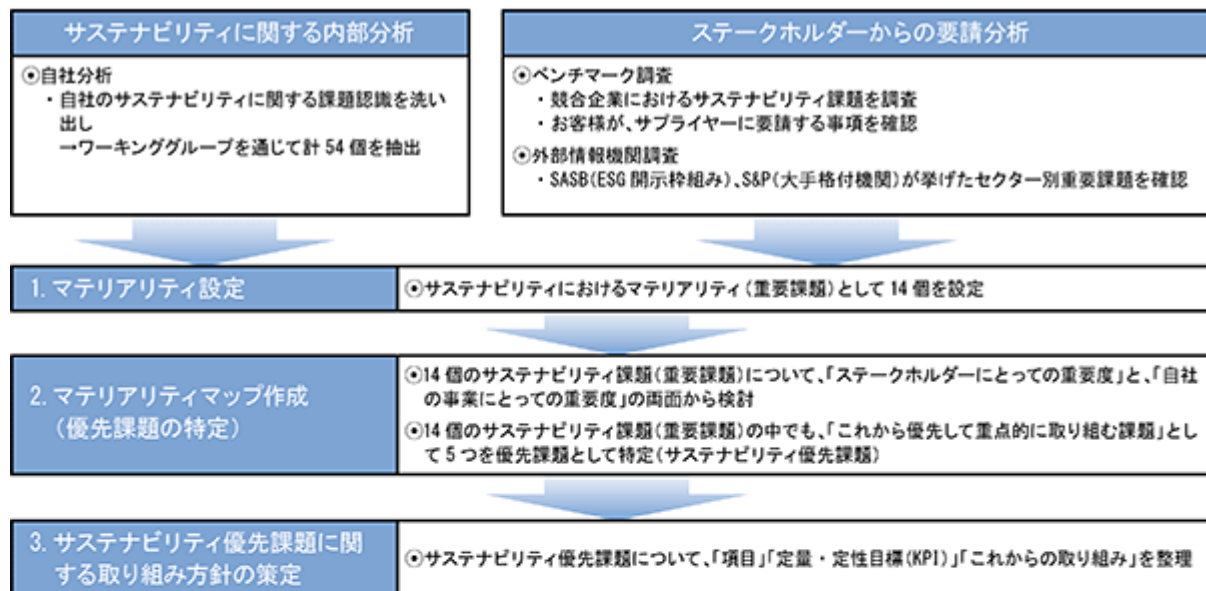 サステナビリティに関する内部分析
⦿自社分析
・自社のサステナビリティに関する課題認識を洗い
出し
→ワーキンググループを通じて計 54 個を抽出
ステークホルダーからの要請分析
⦿ベンチマーク調査
・競合企業におけるサステナビリティ課題を調査
・お客様が、サプライヤーに要請する事項を確認
⦿外部情報機関調査
・SASB(ESG 開示枠組み)、S&P(大手格付機関)が挙げたセクター別重要課題を確認
1. マテリアリティ設定
⦿サステナビリティにおけるマテリアリティ(重要課題)として 14 個を設定
2. マテリアリティマップ作成
(優先課題の特定)
⦿14 個のサステナビリティ課題(重要課題)について、「ステークホルダーにとっての重要度」と、「自社
の事業にとっての重要度」の両面から検討
⦿14 個のサステナビリティ課題(重要課題)の中でも、「これから優先して重点的に取り組む課題」とし
て 5 つを優先課題として特定(サステナビリティ優先課題)
3. サステナビリティ優先課題に関
する取り組み方針の策定
⦿サステナビリティ優先課題について、「項目」「定量・定性目標(KPI)」「これからの取り組み」を整理